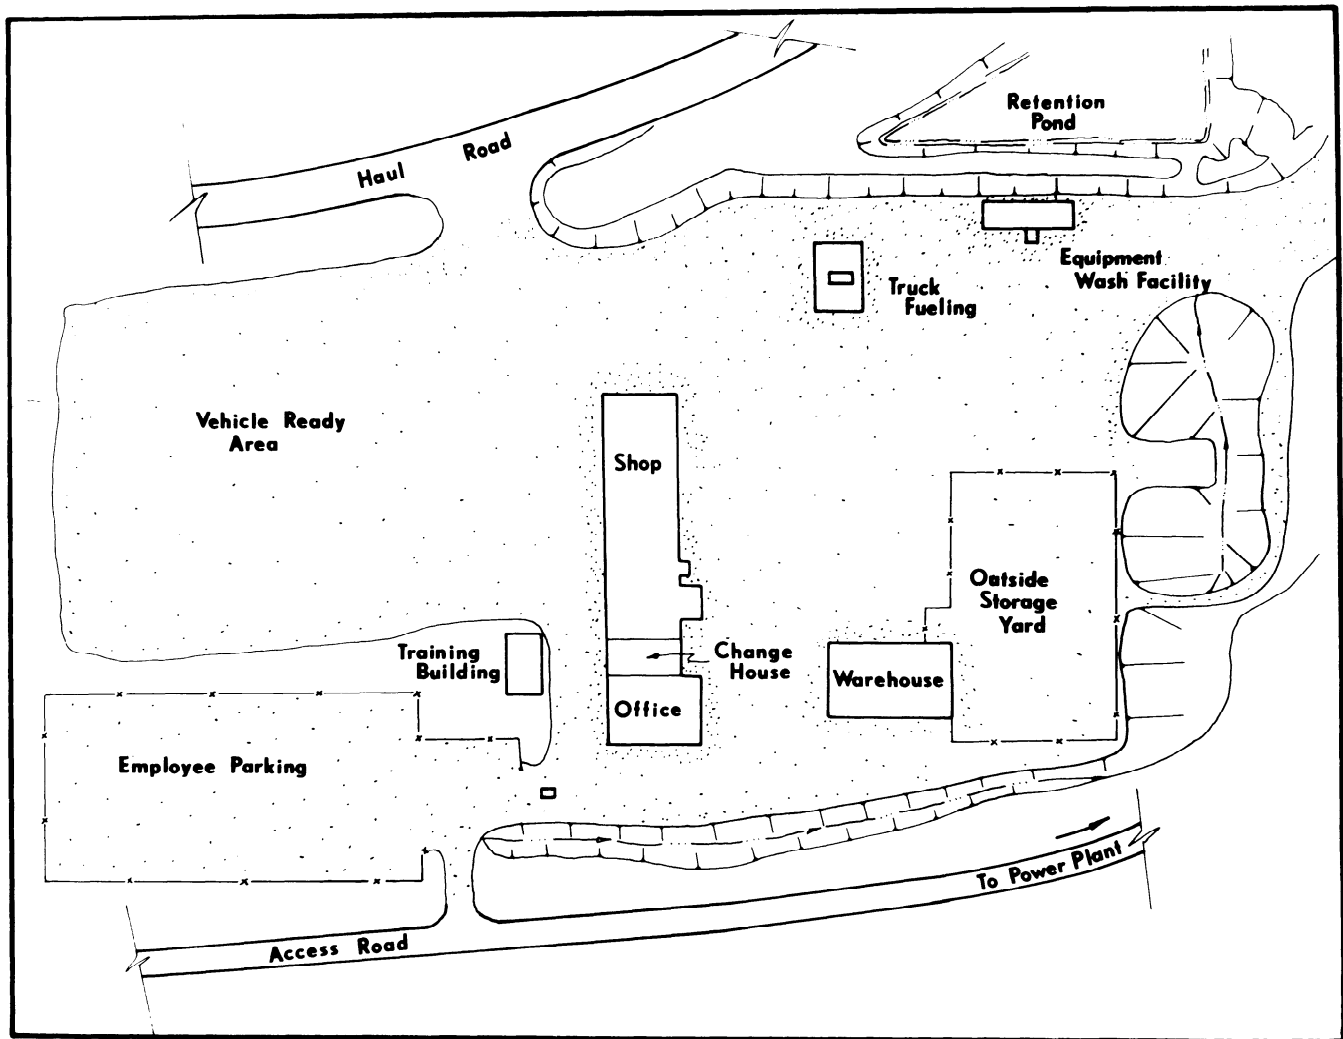 Retention
Pond
Haul Road
Equipment
Wash Facility
Truck
Fueling
Vehicle Ready
Area
Shop
Oatside
Storage
Yard
Training
Building
Change
House
Warehouse
Office
Employee Parking
To Power Plant
Access Road